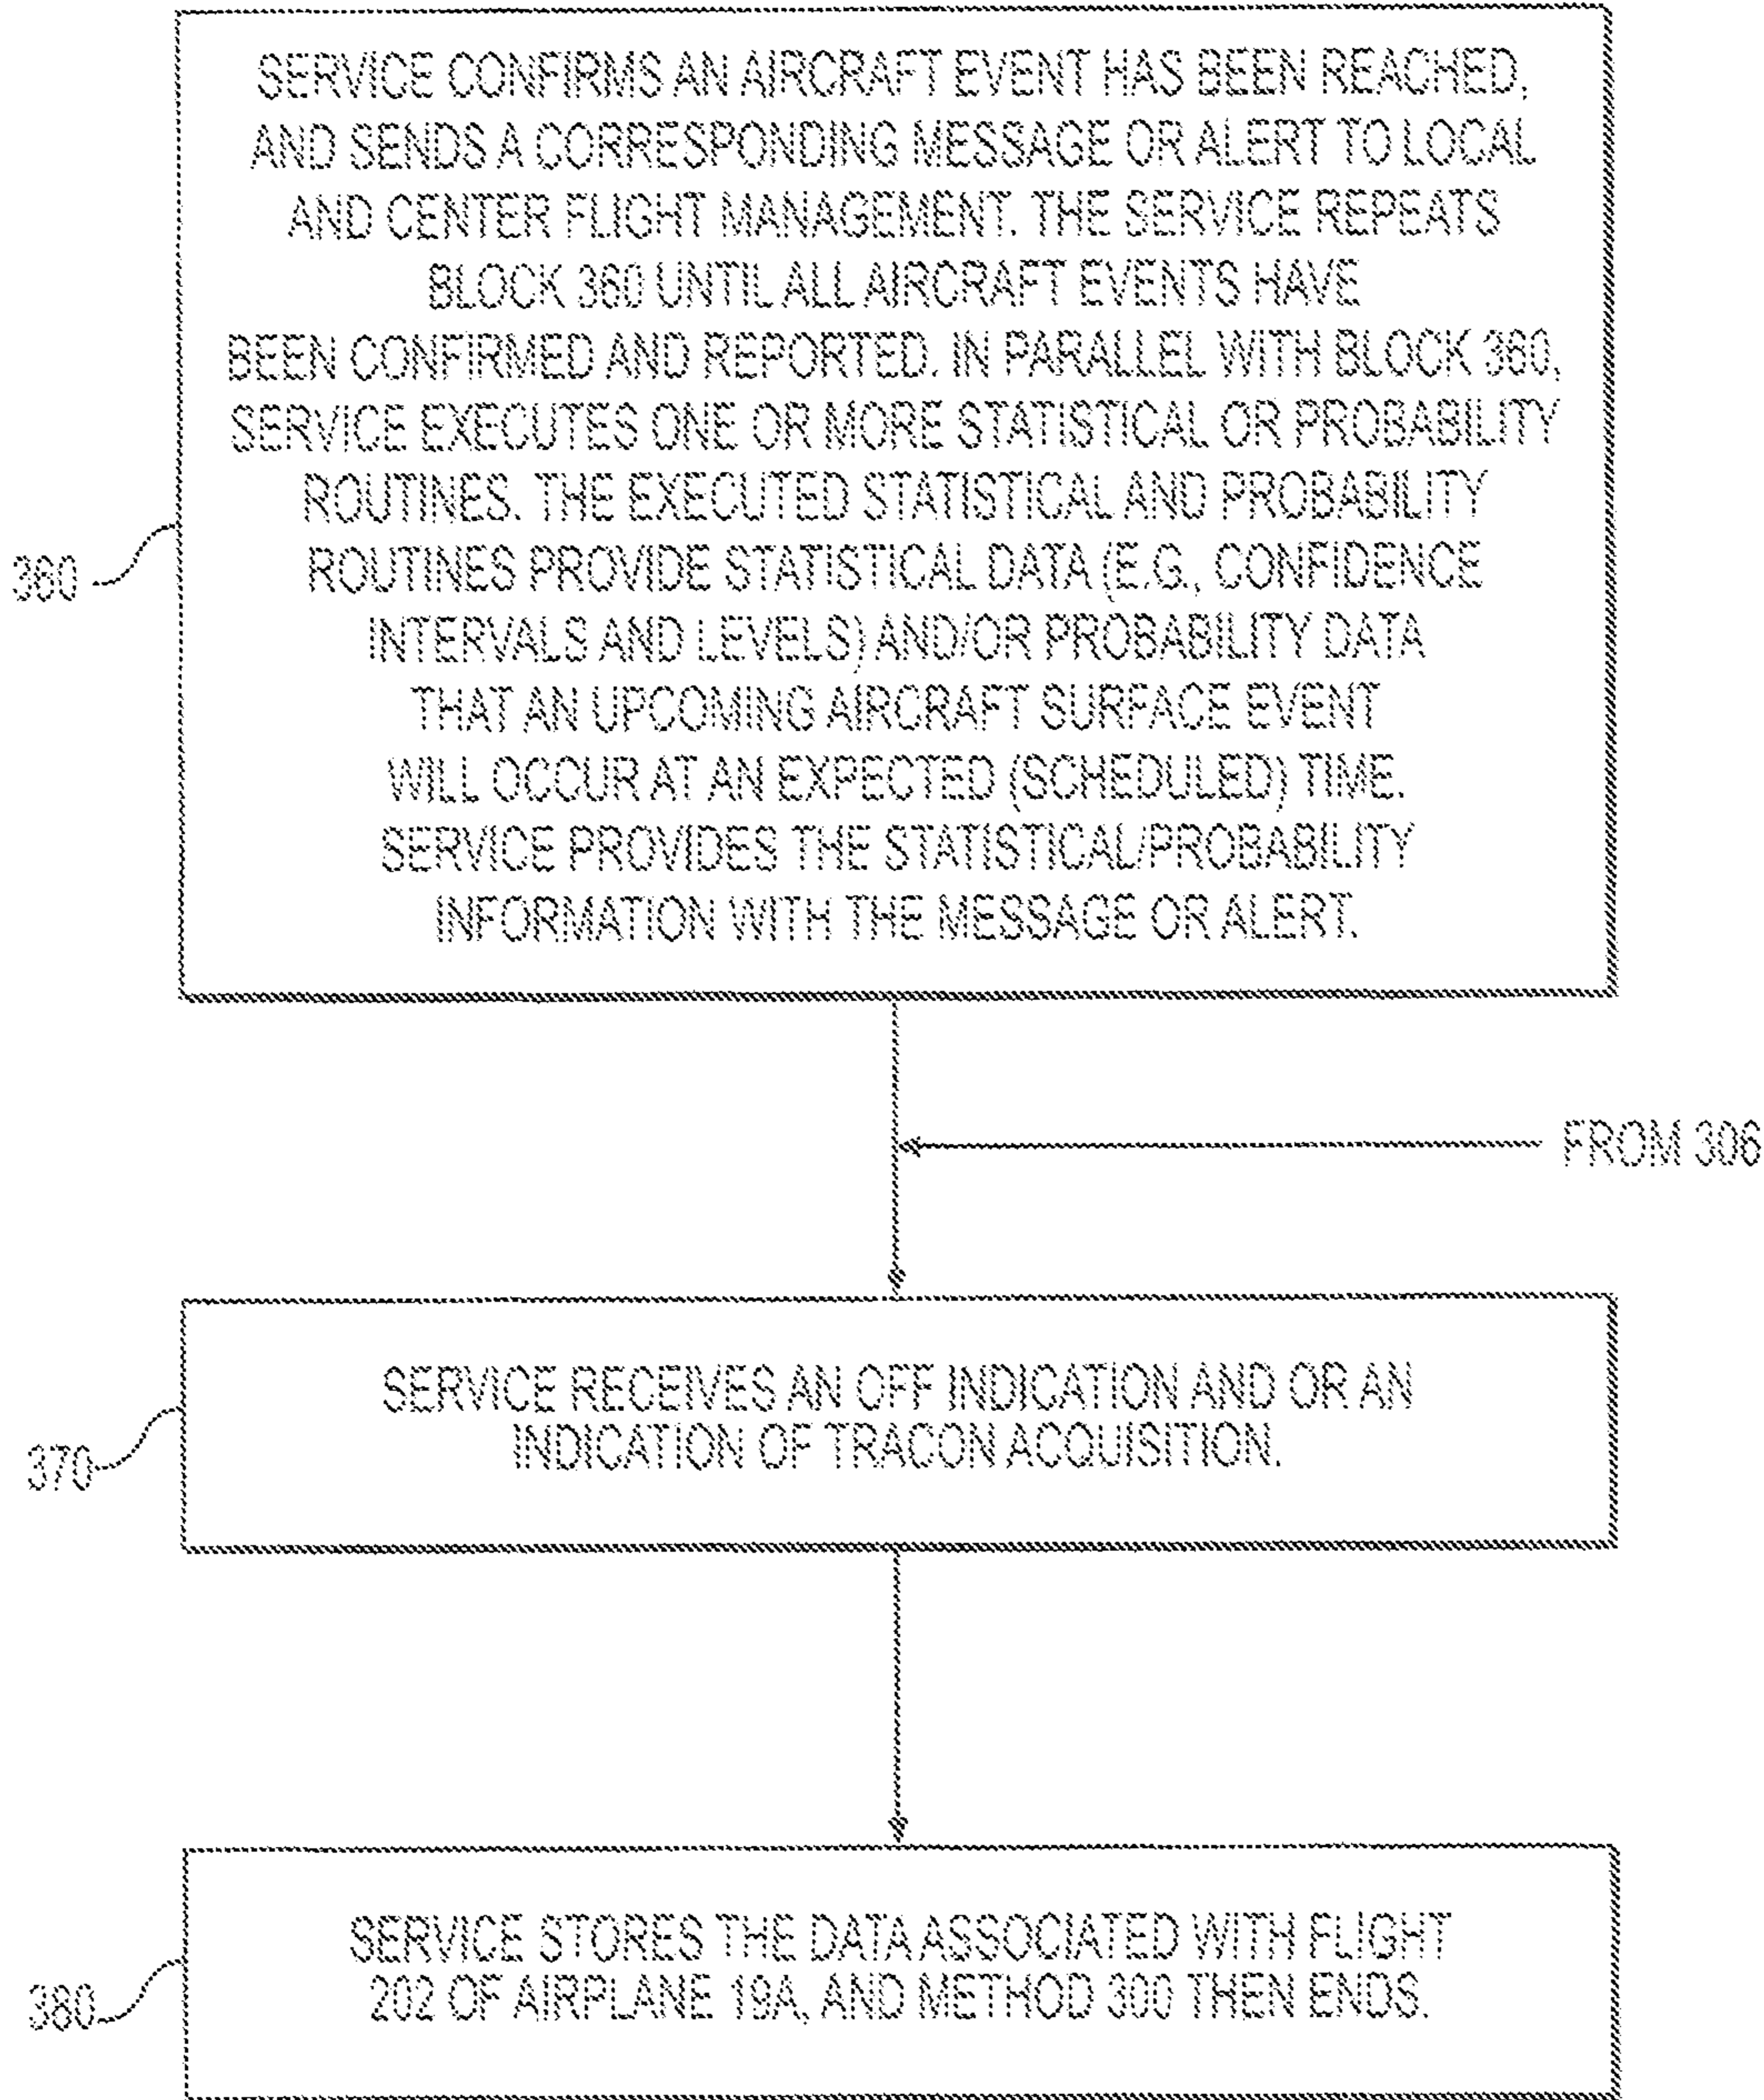 SERVICE CONFIRMS AN AIRCRAFT EVENT HAS BEEN REACHED,
AND SENDS A CORRESPONDING MESSAGE OR ALERT TO LOCAL
AND CENTER FLIGHT MANAGEMENT. THE SERVICE REPEATS
BLOCK 360 UNTIL ALL AIRCRAFT EVENTS HAVE
BEEN CONFIRMED AND REPORTED. IN PARALLEL WITH BLOCK 360,
SERVICE EXECUTES ONE OR MORE STATISTICAL OR PROBABILITY
ROUTINES. THE EXECUTED STATISTICAL AND PROBABILITY
ROUTINES PROVIDE STATISTICAL DATA (E.G., CONFIDENCE
INTERVALS AND LEVELS) AND/OR PROBABILITY DATA
THAT AN UPCOMING AIRCRAFT SURFACE EVENT
WILL OCCUR AT AN EXPECTED (SCHEDULED) TIME.
SERVICE PROVIDES THE STATISTICAL/PROBABILITY
INFORMATION WITH THE MESSAGE OR ALERT.
360
FROM 306
SERVICE RECEIVES AN OFF INDICATION AND OR AN
INDICATION OF TRACON ACQUISITION.
370
SERVICE STORES THE DATA ASSOCIATED WITH FLIGHT
202 OF AIRPLANE 19A, AND METHOD 300 THEN ENDS.
380